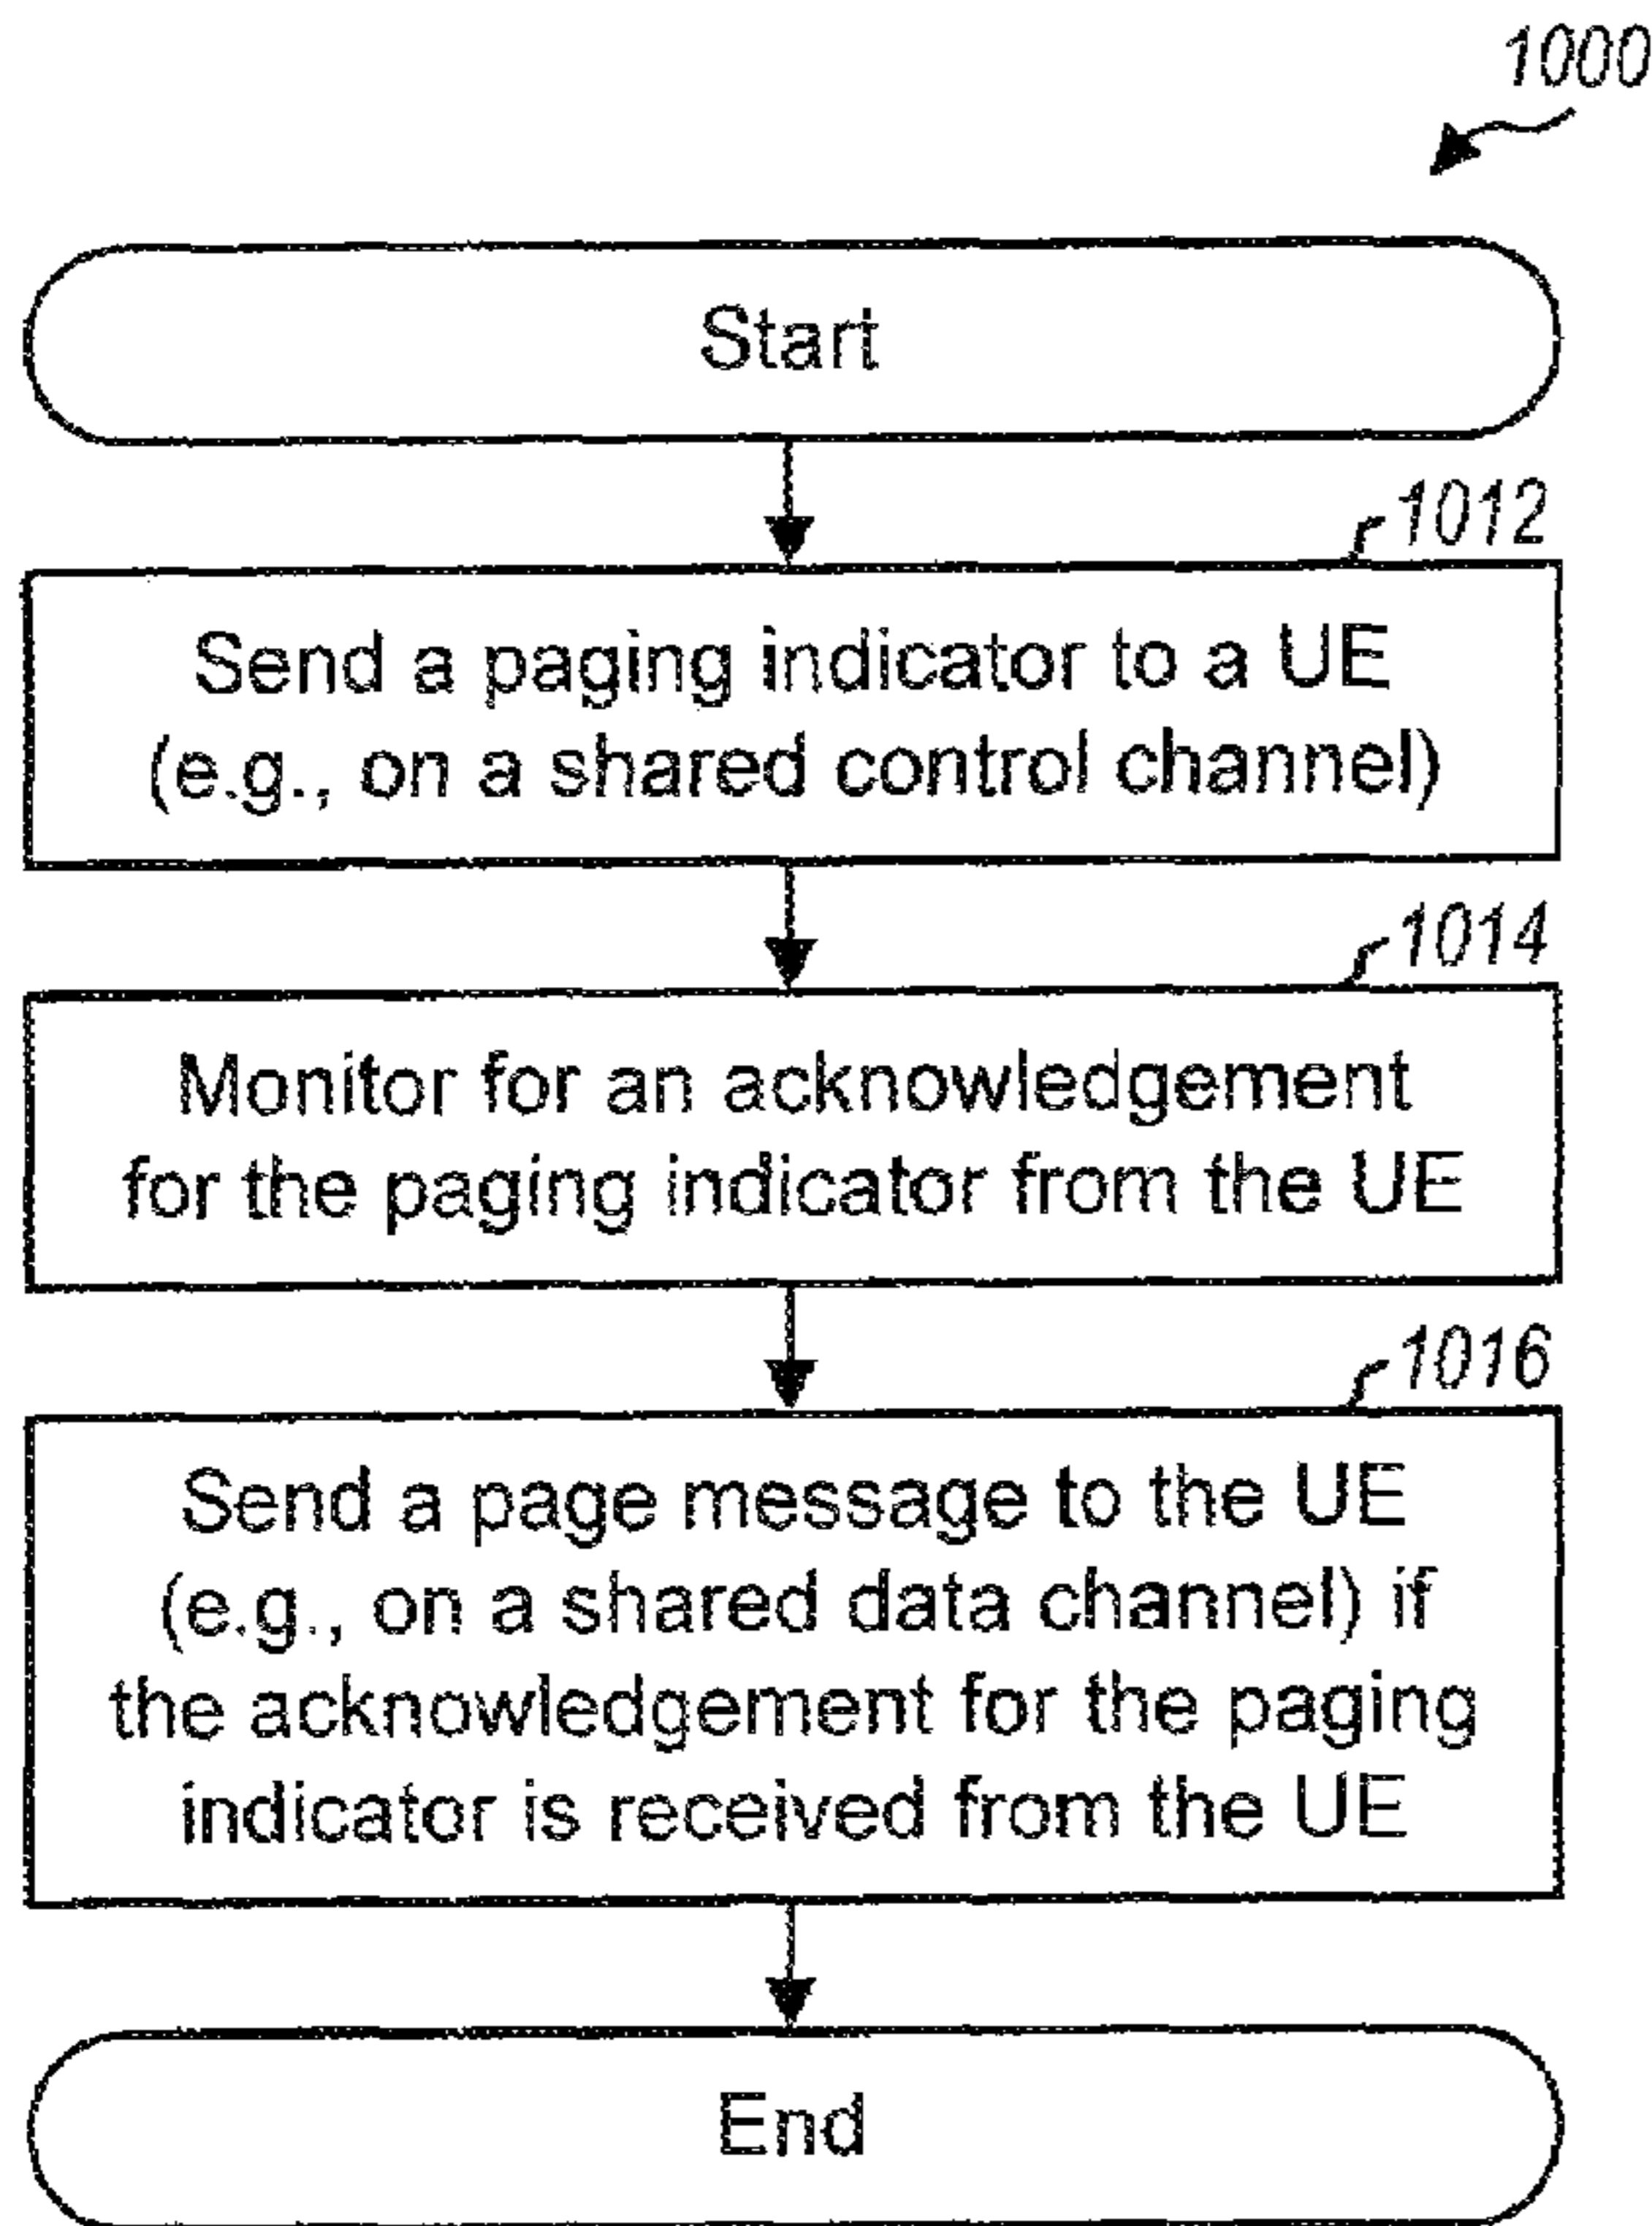 1000
Start
1012
Send a paging indicator to a UE
(e.g., on a shared control channel)
1014
Monitor for an acknowledgement
for the paging indicator from the UE
1016
Send a page message to the UE
(e.g., on a shared data channel) if
the acknowledgement for the paging
indicator is received from the UE
End